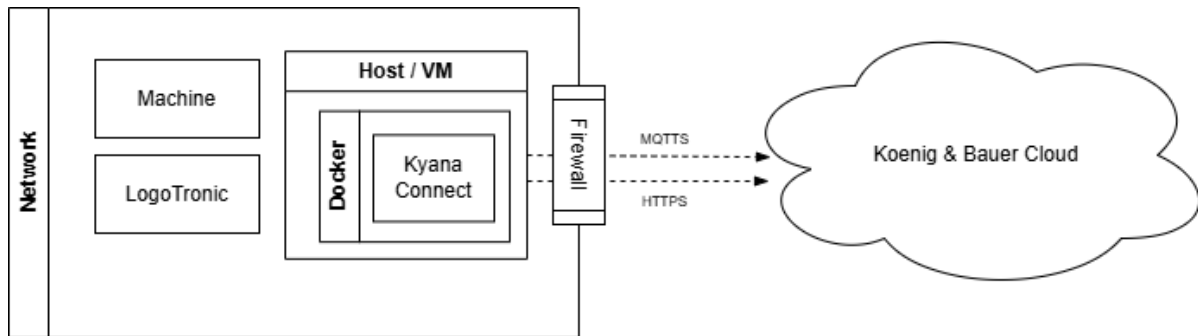 Network
Machine
LogoTronic
Host / VM
Docker
Kyana
Connect
Firewall
MQTTS
HTTPS
Koenig & Bauer Cloud